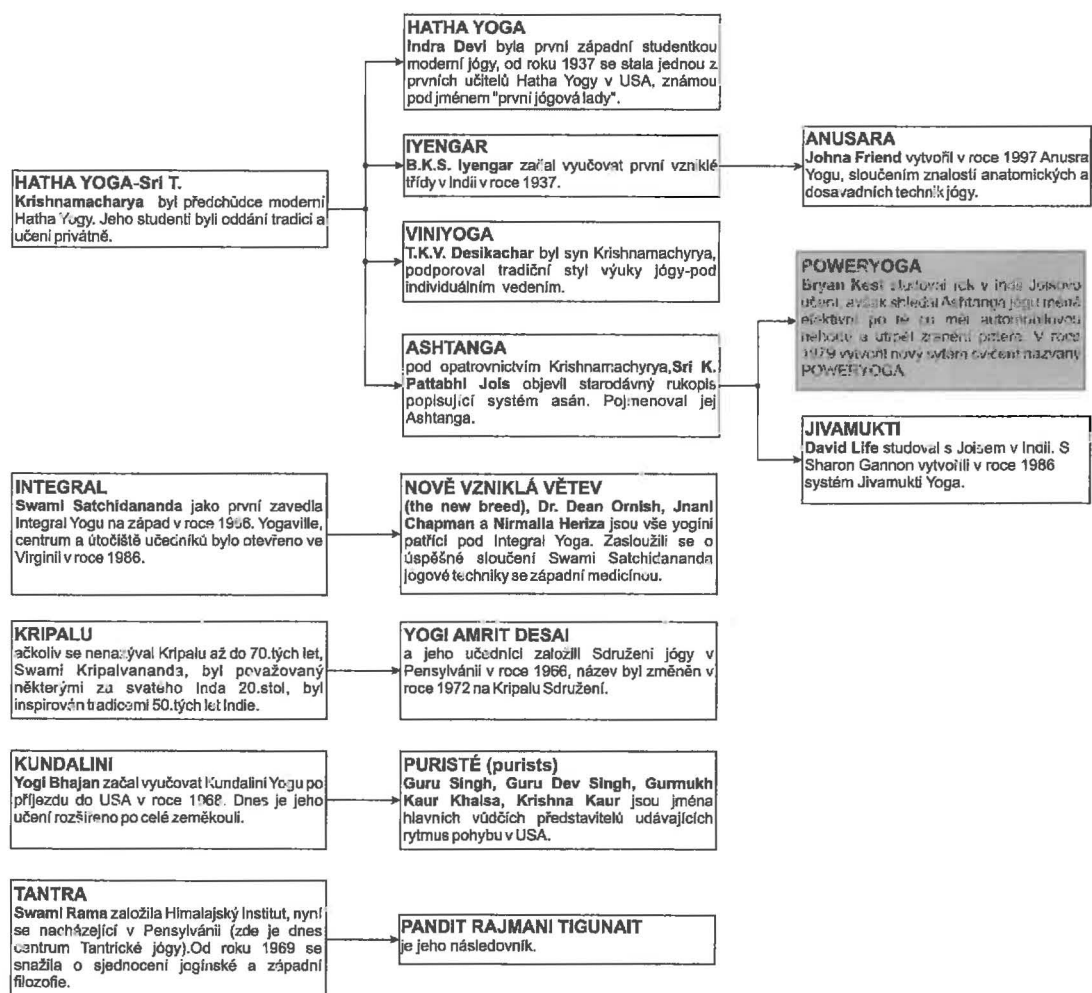 HATHA YOGA-Sri T.
Krishnamacharya byl předchůdce moderní
Hatha Yogy. Jeho studenti byli oddáni tradici a
učeni privátně.
HATHA YOGA
Indra Devi byla první západní studentkou
moderní jógy, od roku 1937 se stala jednou z
prvních učitelů Hatha Yogy v USA, známou
pod jménem "první jógová lady".
IYENGAR
B.K.S. Iyengar začal vyučovat první vzniklé
třídy v Indii v roce 1937.
ANUSARA
Johna Friend vytvořil v roce 1997 Anusra
Yogu, sloučením znalostí anatomických a
dosavadních technik jógy.
VINIYOGA
T.K.V. Desikachar byl syn Krishnamachyrya,
podporoval tradiční styl výuky jógy-pod
individuálním vedením.
ASHTANGA
pod opatrovnictvím Krishnamachyrya,Sri K.
Pattabhi Jois objevil starodávný rukopis
popisující systém asán. Pojmenoval jej
Ashtanga.
POWERYOGA
Bryan Kest studoval rok v Indii Joisovo
učení, avšak shledal Ashtanga jógu méně
efektivní po té co měl automobilovou
nehodu a utrpěl zranění páteře. V roce
1979 vytvořil nový cvičení nazvaný
POWERYOGA
JIVAMUKTI
David Life studoval s Joisem v Indii. S
Sharon Gannon vytvořili v roce 1986
systém Jivamukti Yoga.
INTEGRAL
Swami Satchidananda jako první zavedla
Integral Yogu na západ v roce 1966. Yogaville,
centrum a útočiště učedníků bylo otevřeno ve
Virginii v roce 1986.
NOVĚ VZNIKLÁ VĚTEV
(the new breed), Dr. Dean Ornish, Jnani
Chapman a Nirmalla Heriza jsou vše yogíni
patřící pod Integral Yoga. Zasloužili se o
úspěšné sloučení Swami Satchidananda
jógové techniky se západní medicínou.
KRIPALU
ačkoliv se nenazýval Kripalu až do 70.tých let,
Swami Kripalvananda, byl považovaný
některými za svatého Inda 20.stol, byl
inspirován tradicemi 50.tých let Indie.
YOGI AMRIT DESAI
a jeho učedníci založili Sdružení jógy v
Pensylvánii v roce 1966, název byl změněn v
roce 1972 na Kripalu Sdružení.
KUNDALINI
Yogi Bhajan začal vyučovat Kundalini Yogu po
příjezdu do USA v roce 1968. Dnes je jeho
učení rozšířeno po celé zeměkouli.
PURISTÉ (purists)
Guru Singh, Guru Dev Singh, Gurmukh
Kaur Khalsa, Krishna Kaur jsou jména
hlavních vůdčích představitelů udávajících
rytmus pohybu v USA.
TANTRA
Swami Rama založila Himalajský Institut, nyní
se nacházející v Pensylvánii (zde je dnes
centrum Tantrické jógy).Od roku 1969 se
snažila o sjednocení jogínské a západní
filozofie.
PANDIT RAJMANI TIGUNAIT
je jeho následovník.